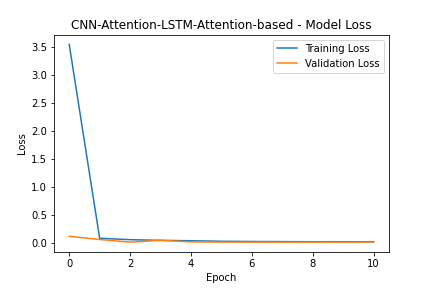 CNN-Attention-LSTM-Attention-based - Model Loss
Training Loss
Validation Loss
3.5
3.0
2.5
2.0
1.5
1.0
0.5
0.0
Loss
0 2 4 6 8 10
Epoch